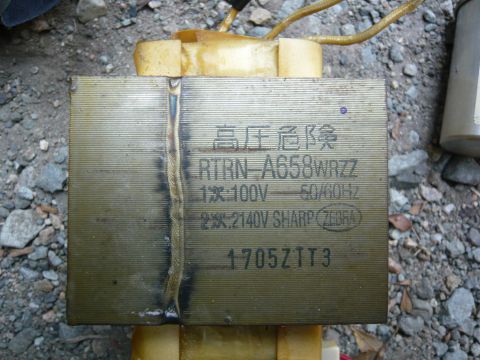 高圧危険
RTRN-A658WRZZ
1次:100V 50/60Hz
2次:2140V SHARP ZEBRA
1705ZTT3